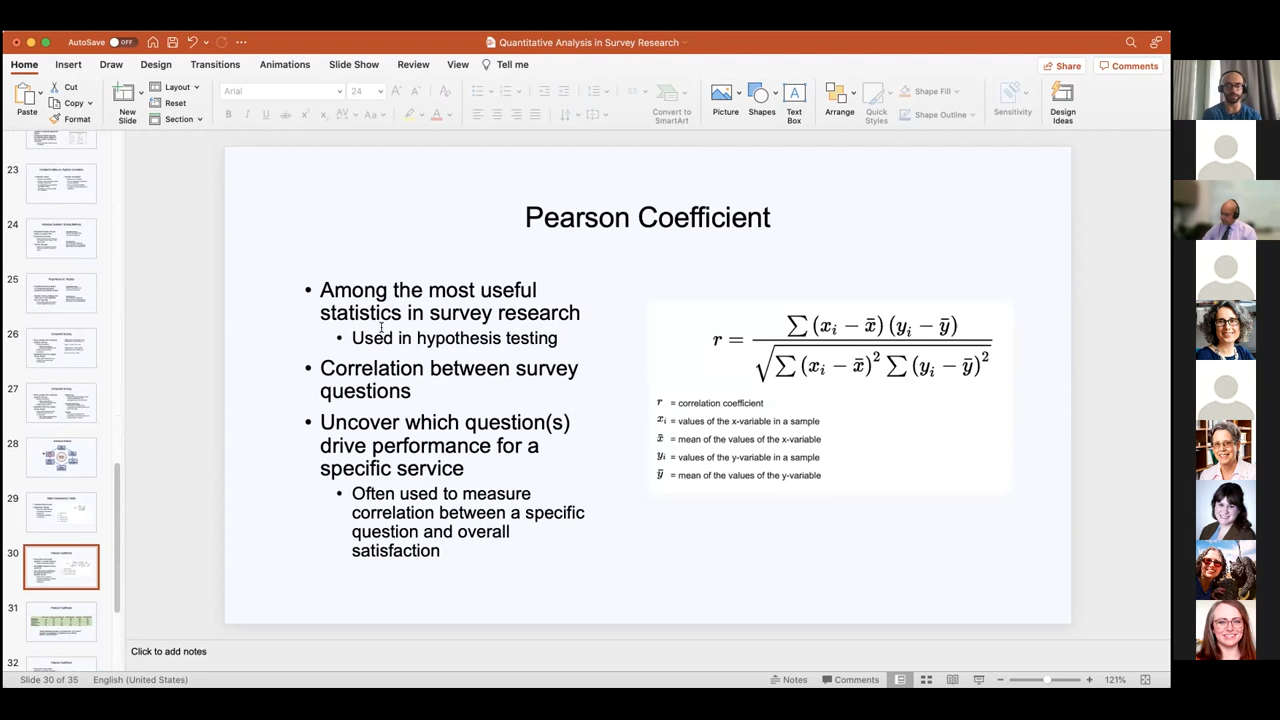 AutoSave OFF
Quantitative Analysis in Survey Research
Home Insert Draw Design Transitions Animations Slide Show Review View Tell me
Share Comments
Paste
Cut
Copy
Format
New Slide
Layout
Reset
Section
Arial 24
Convert to SmartArt
Picture
Shapes
Text Box
Arrange
Quick Styles
Shape Fill
Shape Outline
Sensitivity
Design Ideas
23
24
25
26
27
28
29
30
31
32
Pearson Coefficient
• Among the most useful
statistics in survey research
• Used in hypothesis testing
• Correlation between survey
questions
• Uncover which question(s)
drive performance for a
specific service
• Often used to measure
correlation between a specific
question and overall
satisfaction
r = ∑ (xᵢ − x̄) (yᵢ − ȳ) / √∑ (xᵢ − x̄)² ∑ (yᵢ − ȳ)²
r = correlation coefficient
xᵢ = values of the x-variable in a sample
x̄ = mean of the values of the x-variable
yᵢ = values of the y-variable in a sample
ȳ = mean of the values of the y-variable
Click to add notes
Slide 30 of 35 English (United States) Notes Comments 121%